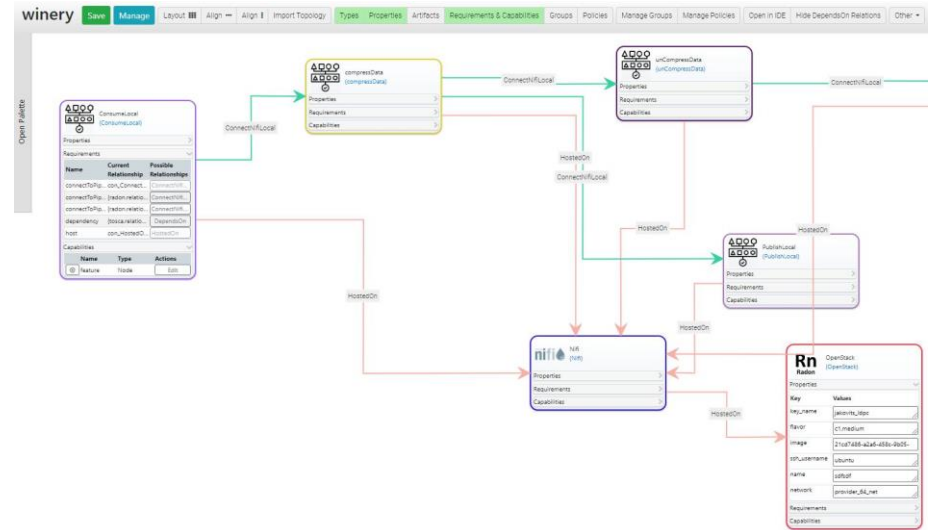 winery Save Manage Layout Align Align Import Topology Types Properties Artifacts Requirements & Capabilities Groups Policies Manage Groups Manage Policies Open in IDE Hide DependsOn Relations Other
Open Palette
ConsumeLocal
(ConsumeLocal)
Properties
Requirements
Name Current Relationship Possible Relationships
connectToPip... con_Connect... ConnectNifi...
connectToPip... (radon.relatio... ConnectNifi...
connectToPip... (radon.relatio... ConnectNifi...
dependency (tosca.relatio... DependsOn
host con_HostedO... HostedOn
Capabilities
Name Type Actions
feature Node Edit
ConnectNifiLocal
compressData
(compressData)
Properties
Requirements
Capabilities
ConnectNifiLocal
unCompressData
(unCompressData)
Properties
Requirements
Capabilities
ConnectNifiLocal
HostedOn
ConnectNifiLocal
HostedOn
HostedOn
PublishLocal
(PublishLocal)
Properties
Requirements
Capabilities
HostedOn
HostedOn
nifi Nifi
(Nifi)
Properties
Requirements
Capabilities
HostedOn
Rn
Radon
OpenStack
(OpenStack)
Properties
Key Values
key_name jakovits_ldpc
flavor c1.medium
image
ssh_username ubuntu
name
network provider_64_net
Requirements
Capabilities